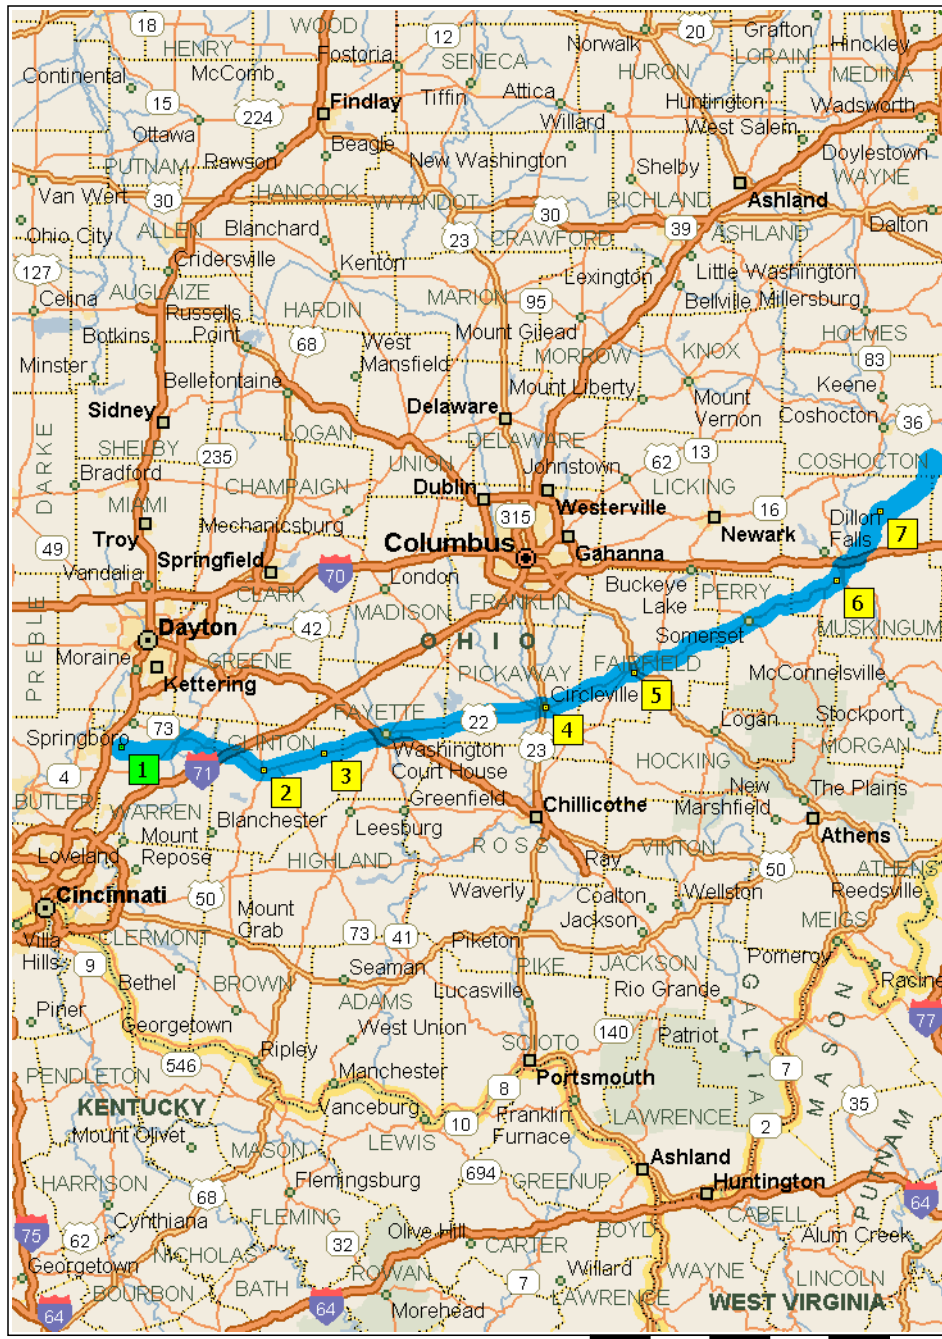 WOOD
18
HENRY
Fostoria
12
SENECA
Norwalk
20
Grafton
LORAIN
Hinckley
MEDINA
Continental
McComb
HURON
15
Findlay
Tiffin
Attica
Huntington
Wadsworth
Ottawa
224
Willard
West Salem
Beagle
PUTNAM
Rawson
New Washington
Shelby
Doylestown
WAYNE
Van Wert
30
HANCOCK
WYANDOT
30
RICHLAND
Ashland
Ohio City
ALLEN
Blanchard
23
CRAWFORD
39
ASHLAND
Dalton
127
Cridersville
Kenton
Lexington
Little Washington
Celina
AUGLAIZE
HARDIN
MARION
95
Bellville
Millersburg
Russells
Point
Botkins
68
West
Mansfield
Mount Gilead
MORROW
KNOX
HOLMES
83
Minster
Bellefontaine
Mount Liberty
Mount
Vernon
Keene
Sidney
Delaware
Coshocton
36
DARKE
SHELBY
LOGAN
DELAWARE
13
235
UNION
Johnstown
62
COSHOCTON
Bradford
MIAMI
CHAMPAIGN
Dublin
LICKING
Westerville
315
16
Dillon
Falls
7
Mechanicsburg
Troy
49
Columbus
Gahanna
Newark
Springfield
Vandalia
70
London
Buckeye
Lake
CLARK
FRANKLIN
PERRY
6
PREBLE
MADISON
42
Dayton
OHIO
Somerset
MUSKINGUM
Moraine
GREENE
PICKAWAY
FAIRFIELD
McConnelsville
Kettering
Circleville
5
73
FAYETTE
22
4
Logan
Stockport
Springboro
CLINTON
Washington
Court House
23
HOCKING
MORGAN
1
71
2
3
4
BUTLER
WARREN
Greenfield
New
Marshfield
The Plains
Blanchester
Chillicothe
Mount
Repose
Leesburg
Athens
Loveland
HIGHLAND
ROSS
Ray
VINTON
ATHENS
50
Cincinnati
50
Waverly
Coalton
Wellston
Reedsville
Mount
Orab
Jackson
MEIGS
73
41
Villa
Hills
CLERMONT
Piketon
9
Seaman
PIKE
JACKSON
Pomeroy
Bethel
BROWN
Lucasville
Rio Grande
Racine
ADAMS
GALLIA
Piner
Georgetown
West Union
140
Patriot
MASON
77
SCIOTO
Ripley
546
7
PENDLETON
Manchester
8
Portsmouth
KENTUCKY
Vanceburg
Franklin
Furnace
LAWRENCE
35
10
2
Mount Olivet
LEWIS
MASON
Ashland
PUTNAM
694
HARRISON
68
Flemingsburg
GREENUP
Huntington
64
Cynthiana
FLEMING
CABELL
75
62
Olive Hill
BOYD
Alum Creek
32
CARTER
NICHOLAS
Georgetown
ROWAN
7
Willard
WAYNE
LINCOLN
BOURBON
BATH
LAWRENCE
WEST VIRGINIA
64
64
Morehead